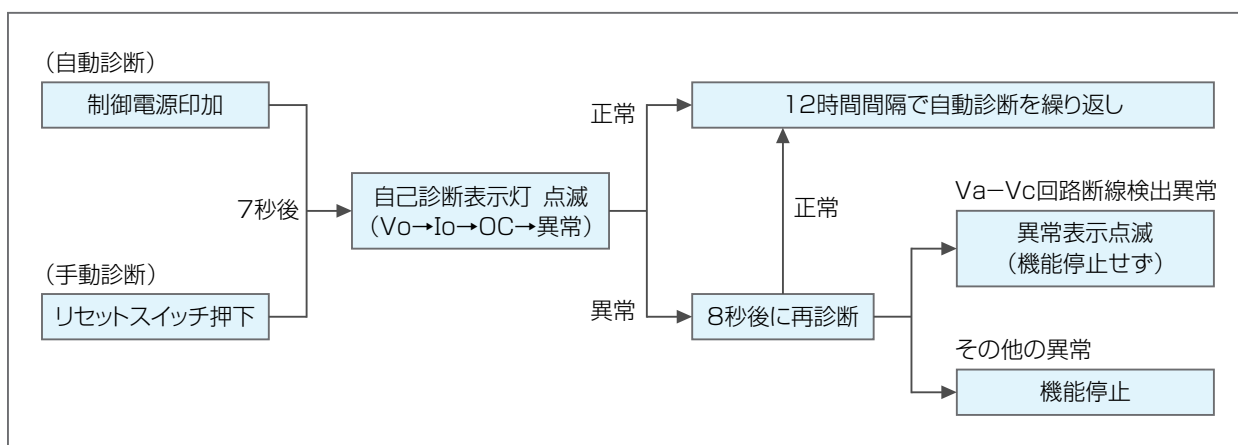 （自動診断）
制御電源印加
7秒後
（手動診断）
リセットスイッチ押下
自己診断表示灯 点滅
（Vo→Io→OC→異常）
正常
12時間間隔で自動診断を繰り返し
正常
異常
8秒後に再診断
Va−Vc回路断線検出異常
異常表示点滅
（機能停止せず）
その他の異常
機能停止